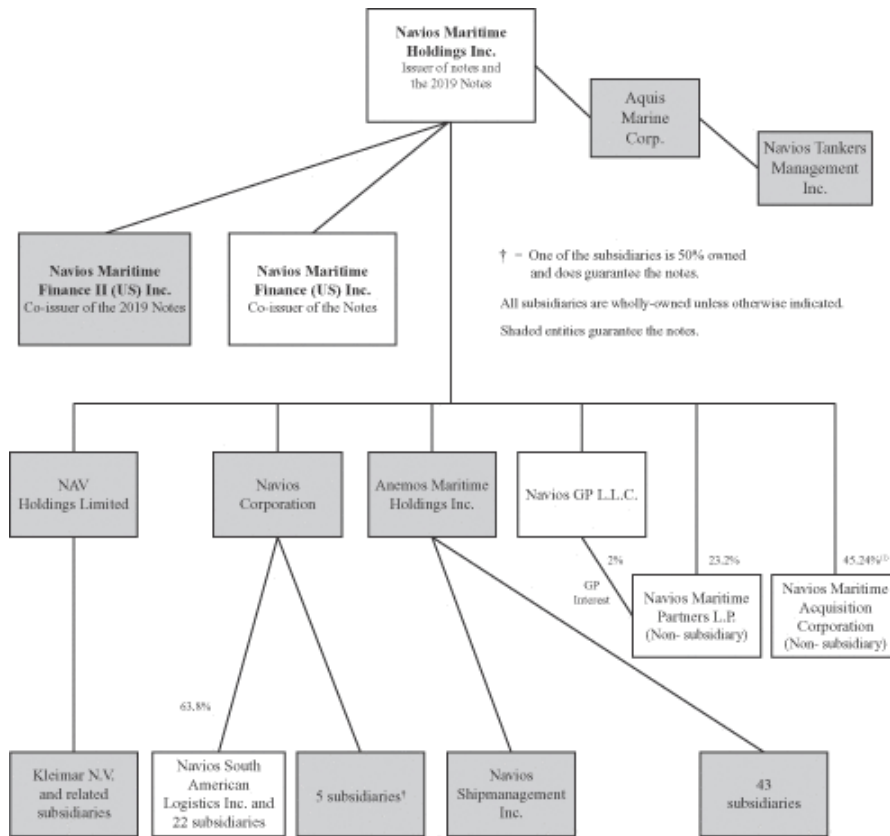 Navios Maritime
Holdings Inc.
Issuer of notes and
the 2019 Notes
Aquis
Marine
Corp.
Navios Tankers
Management
Inc.
Navios Maritime
Finance II (US) Inc.
Co-issuer of the 2019 Notes
Navios Maritime
Finance (US) Inc.
Co-issuer of the Notes
† = One of the subsidiaries is 50% owned
and does guarantee the notes.
All subsidiaries are wholly-owned unless otherwise indicated.
Shaded entities guarantee the notes.
NAV
Holdings Limited
Navios
Corporation
Anemos Maritime
Holdings Inc.
Navios GP L.L.C.
2%
GP
Interest
23.2%
45.24%(1)
Navios Maritime
Partners L.P.
(Non- subsidiary)
Navios Maritime
Acquisition
Corporation
(Non- subsidiary)
63.8%
Kleimar N.V.
and related
subsidiaries
Navios South
American
Logistics Inc. and
22 subsidiaries
5 subsidiaries†
Navios
Shipmanagement
Inc.
43
subsidiaries